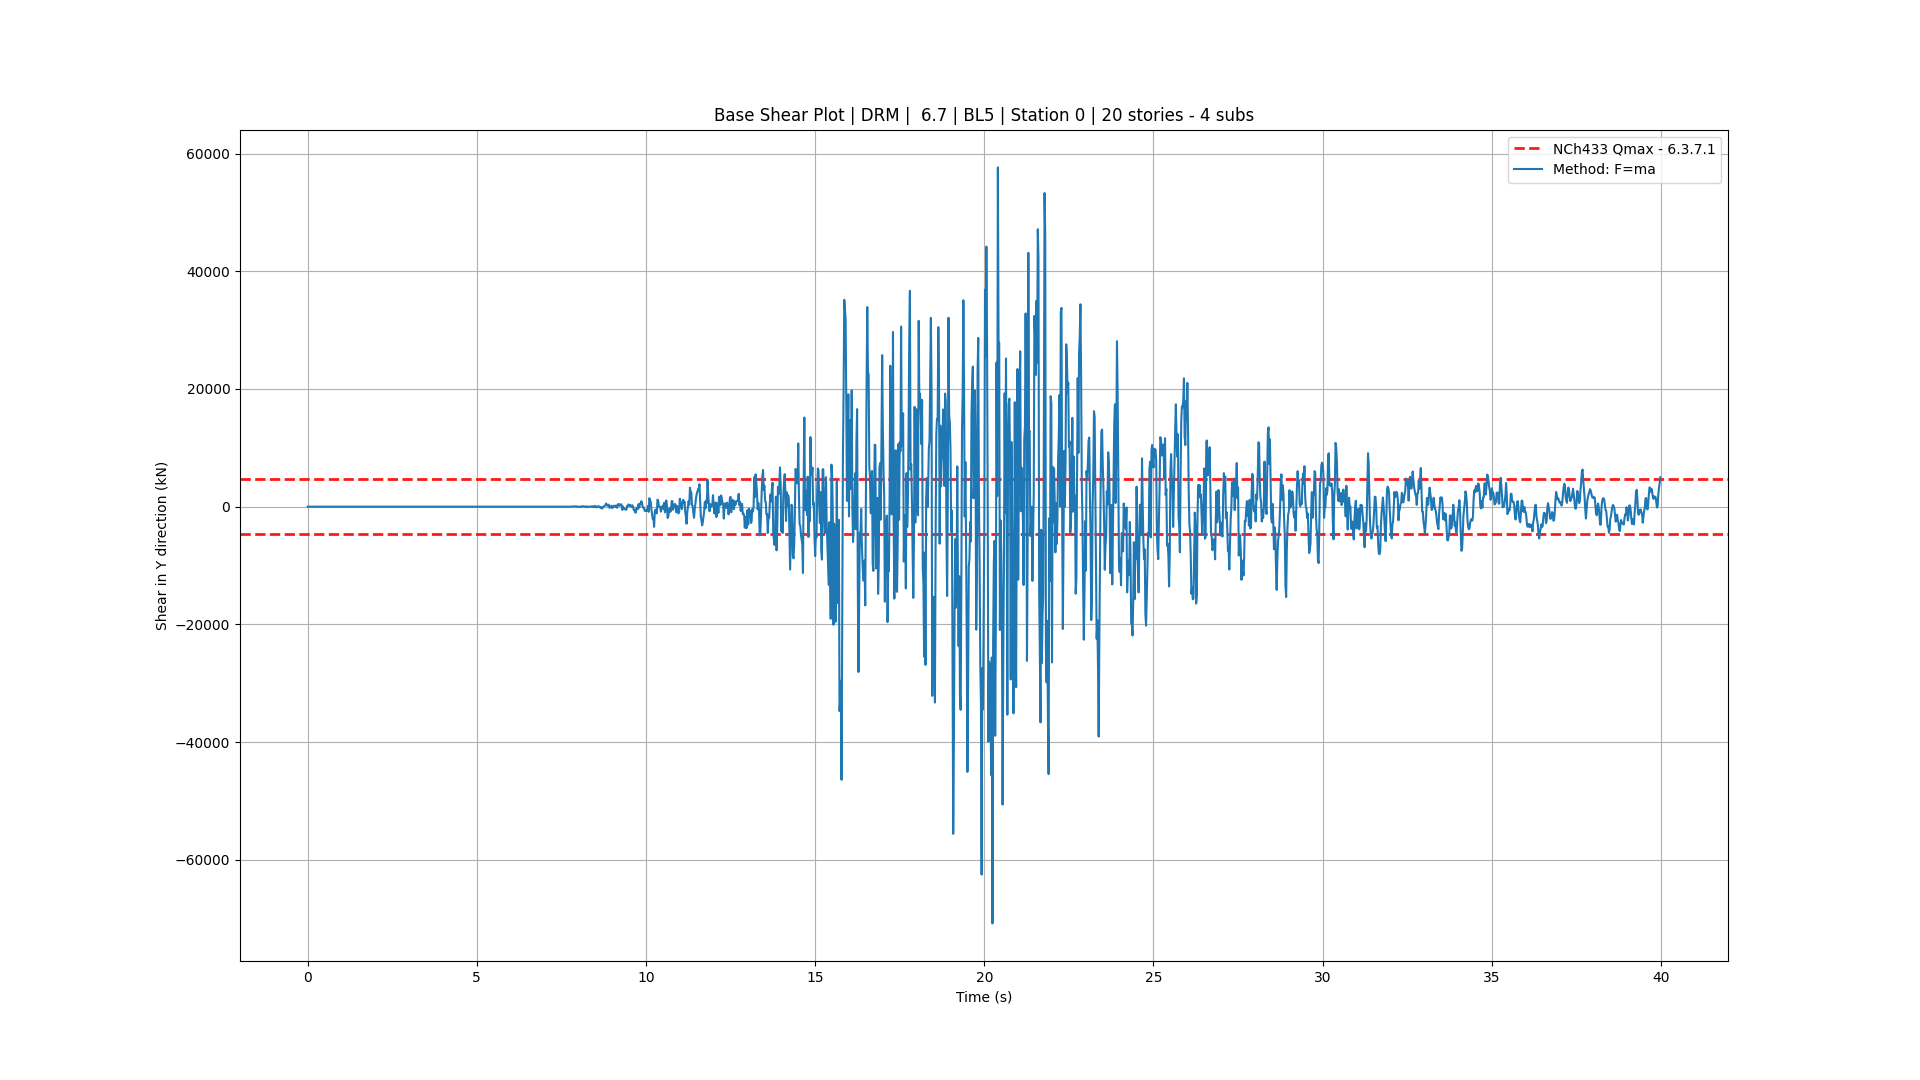 Base Shear Plot | DRM |  6.7 | BL5 | Station 0 | 20 stories - 4 subs
NCh433 Qmax - 6.3.7.1
Method: F=ma
Shear in Y direction (kN)
60000
40000
20000
0
−20000
−40000
−60000
0 5 10 15 20 25 30 35 40
Time (s)